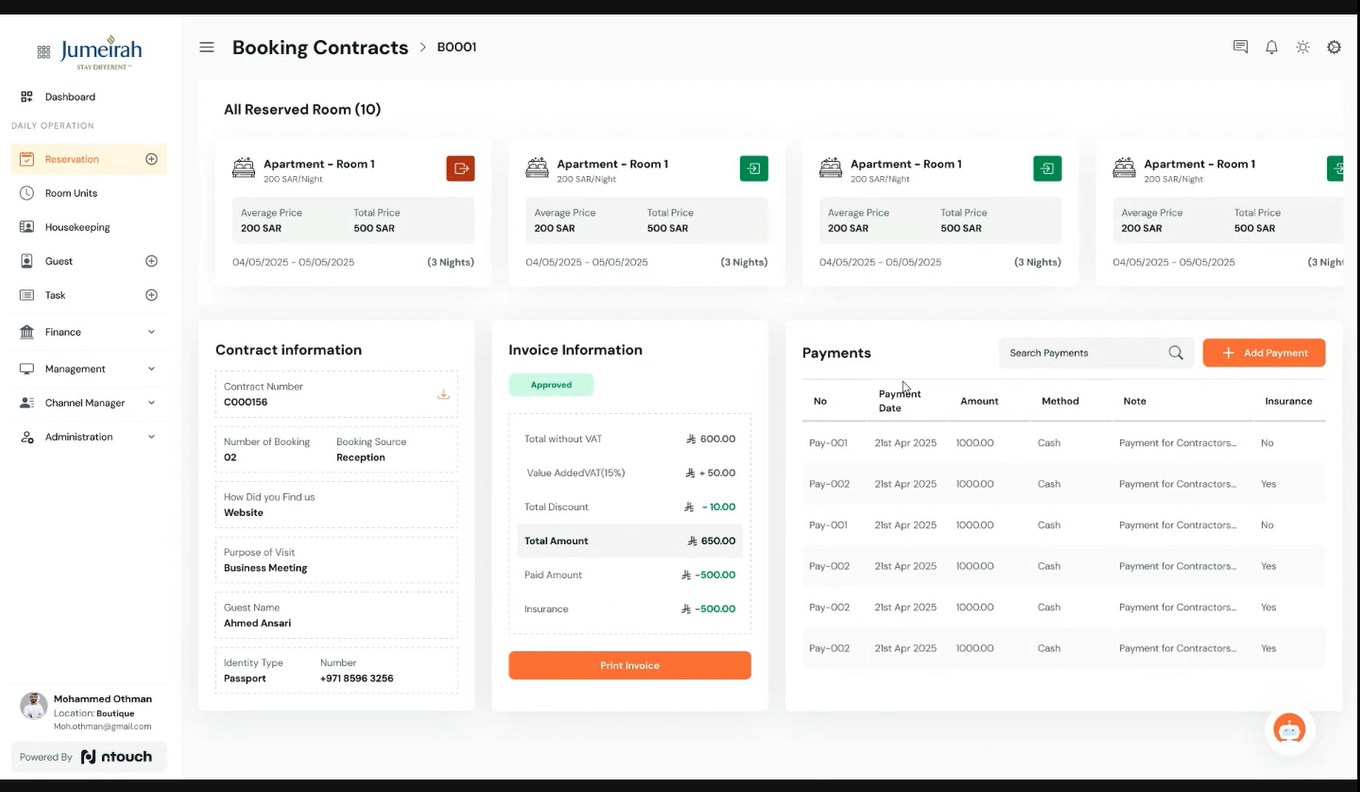 Jumeirah
STAY DIFFERENT™
Dashboard
DAILY OPERATION
Reservation
Room Units
Housekeeping
Guest
Task
Finance
Management
Channel Manager
Administration
Mohammed Othman
Location: Boutique
Moh.othman@gmail.com
Powered By ntouch
Booking Contracts > B0001
All Reserved Room (10)
Apartment - Room 1
200 SAR/Night
Average Price Total Price
200 SAR 500 SAR
04/05/2025 - 05/05/2025 (3 Nights)
Apartment - Room 1
200 SAR/Night
Average Price Total Price
200 SAR 500 SAR
04/05/2025 - 05/05/2025 (3 Nights)
Apartment - Room 1
200 SAR/Night
Average Price Total Price
200 SAR 500 SAR
04/05/2025 - 05/05/2025 (3 Nights)
Apartment - Room 1
200 SAR/Night
Average Price Total Price
200 SAR 500 SAR
04/05/2025 - 05/05/2025 (3 Nigh
Contract information
Contract Number
C000156
Number of Booking Booking Source
02 Reception
How Did you Find us
Website
Purpose of Visit
Business Meeting
Guest Name
Ahmed Ansari
Identity Type Number
Passport +971 8596 3256
Invoice Information
Approved
Total without VAT 600.00
Value AddedVAT(15%) + 50.00
Total Discount - 10.00
Total Amount 650.00
Paid Amount -500.00
Insurance -500.00
Print Invoice
Payments
Search Payments
+ Add Payment
No Payment Date Amount Method Note Insurance
Pay-001 21st Apr 2025 1000.00 Cash Payment for Contractors... No
Pay-002 21st Apr 2025 1000.00 Cash Payment for Contractors... Yes
Pay-001 21st Apr 2025 1000.00 Cash Payment for Contractors... No
Pay-002 21st Apr 2025 1000.00 Cash Payment for Contractors... Yes
Pay-002 21st Apr 2025 1000.00 Cash Payment for Contractors... Yes
Pay-002 21st Apr 2025 1000.00 Cash Payment for Contractors... Yes